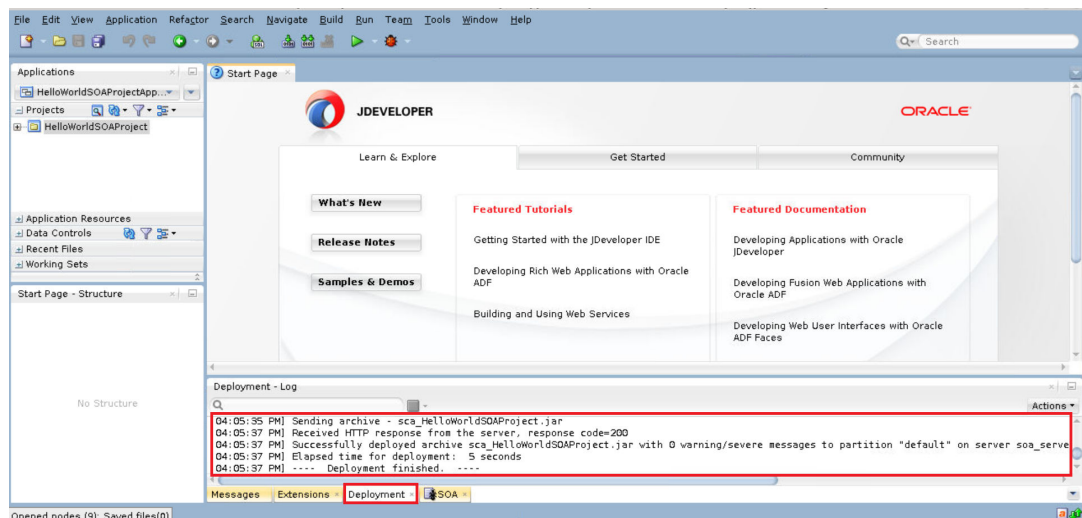 File Edit View Application Refactor Search Navigate Build Run Team Tools Window Help
Search
Applications
HelloWorldSOAProjectApp...
Projects
HelloWorldSOAProject
Application Resources
Data Controls
Recent Files
Working Sets
Start Page - Structure
No Structure
Start Page
JDEVELOPER
ORACLE
Learn & Explore
Get Started
Community
What's New
Release Notes
Samples & Demos
Featured Tutorials
Getting Started with the JDeveloper IDE
Developing Rich Web Applications with Oracle
ADF
Building and Using Web Services
Featured Documentation
Developing Applications with Oracle
JDeveloper
Developing Fusion Web Applications with
Oracle ADF
Developing Web User Interfaces with Oracle
ADF Faces
Deployment - Log
Actions
04:05:35 PM] Sending archive - sca_HelloWorldSOAProject.jar
04:05:37 PM] Received HTTP response from the server, response code=200
04:05:37 PM] Successfully deployed archive sca_HelloWorldSOAProject.jar with 0 warning/severe messages to partition "default" on server soa_serve
04:05:37 PM] Elapsed time for deployment: 5 seconds
04:05:37 PM] ---- Deployment finished. ----
Messages Extensions Deployment SOA
Opened nodes (9); Saved files(0)